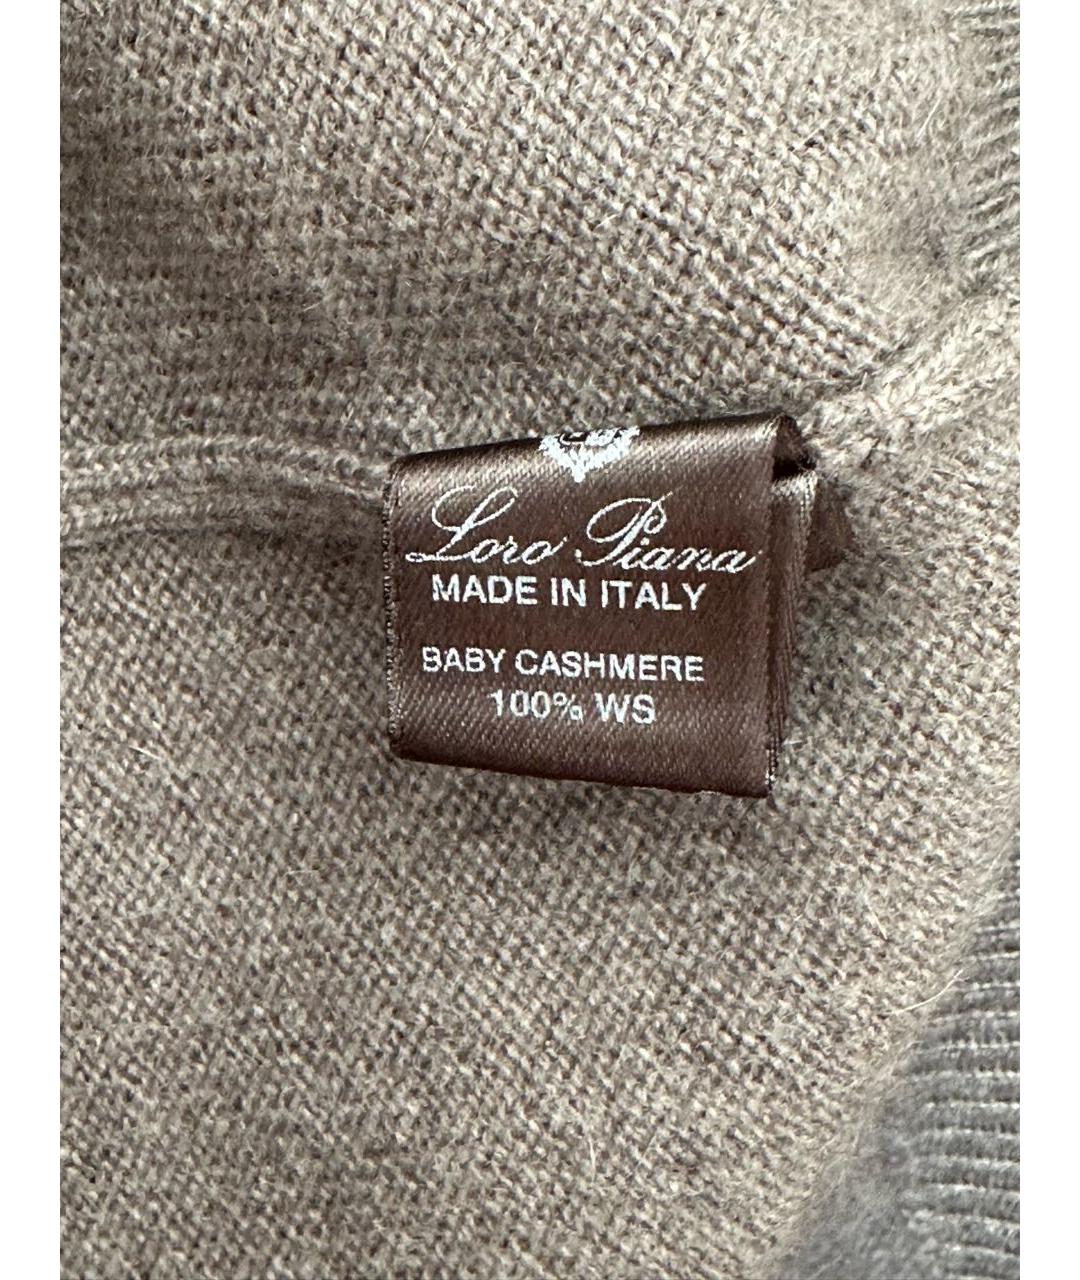 Loro Piana
MADE IN ITALY
BABY CASHMERE
100% WS